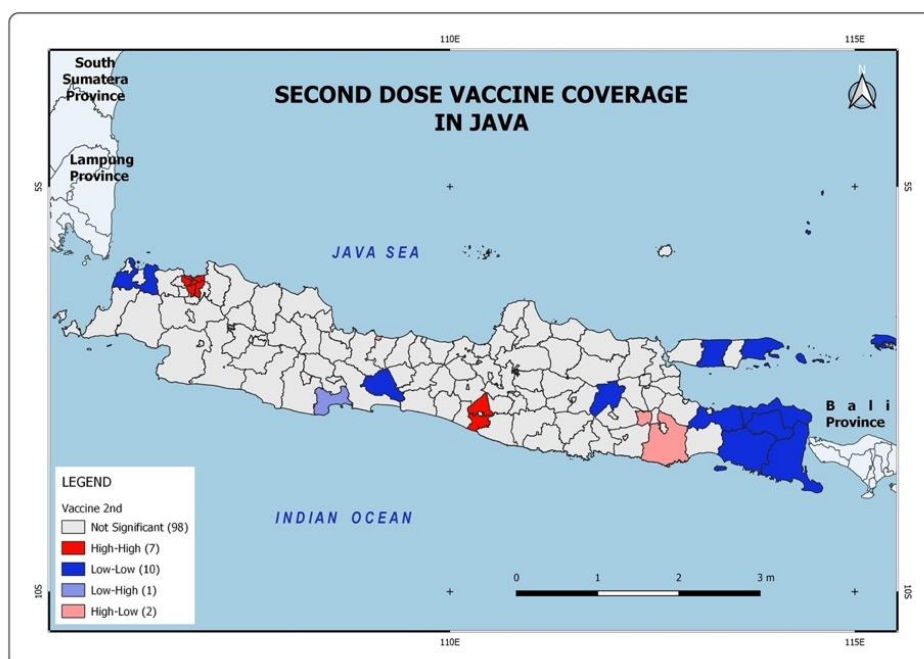 110E
115E
South
Sumatera
Province
SECOND DOSE VACCINE COVERAGE
IN JAVA
N
Lampung
Province
5S
5S
JAVA SEA
Bali
Province
LEGEND
Vaccine 2nd
Not Significant (98)
High-High (7)
Low-Low (10)
Low-High (1)
High-Low (2)
INDIAN OCEAN
0
1
2
3 m
10S
10S
110E
115E